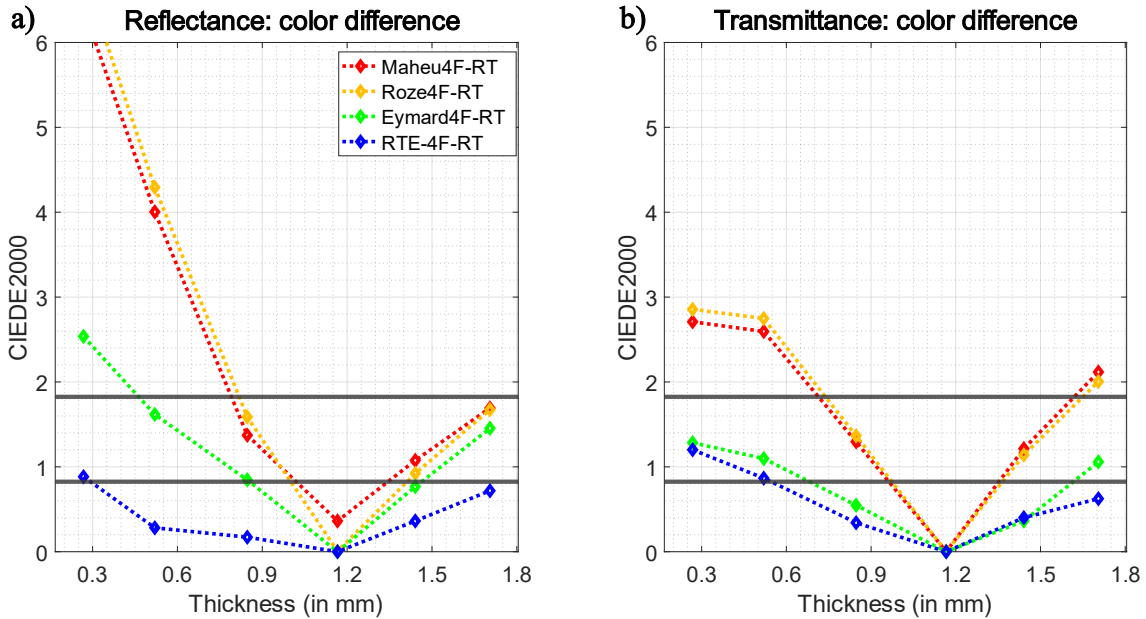 a) Reflectance: color difference
6
5
4
3
2
1
0
CIEDE2000
Maheu4F-RT
Roze4F-RT
Eymard4F-RT
RTE-4F-RT
0.3 0.6 0.9 1.2 1.5 1.8
Thickness (in mm)
b) Transmittance: color difference
6
5
4
3
2
1
0
CIEDE2000
0.3 0.6 0.9 1.2 1.5 1.8
Thickness (in mm)